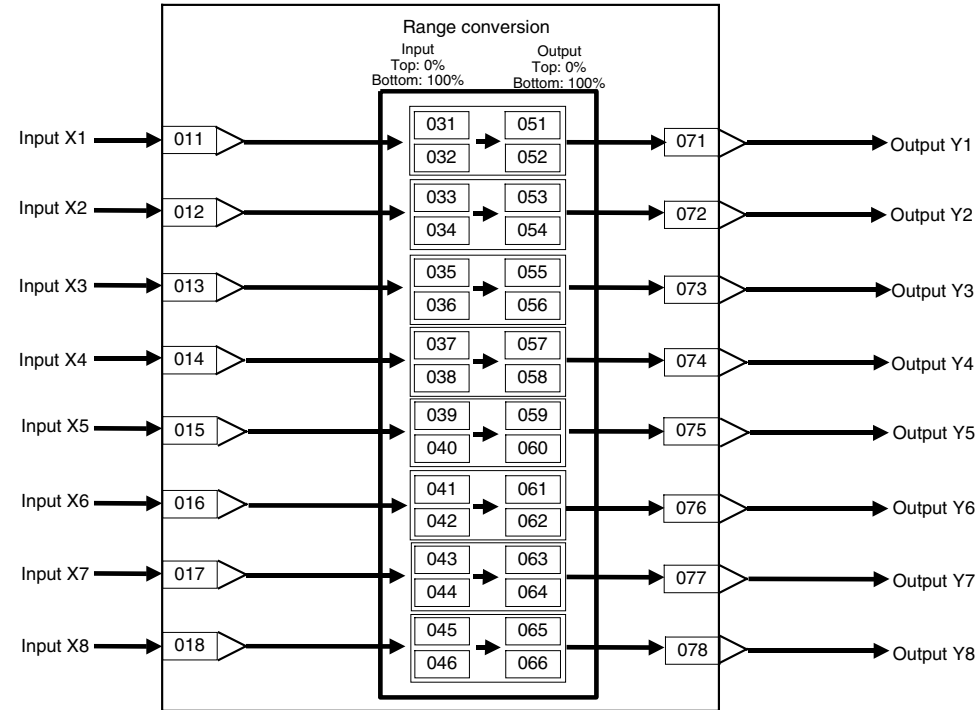 Range conversion
Input
Top: 0%
Bottom: 100%
Output
Top: 0%
Bottom: 100%
Input X1
011
031
051
032
052
071
Output Y1
Input X2
012
033
053
034
054
072
Output Y2
Input X3
013
035
055
036
056
073
Output Y3
Input X4
014
037
057
038
058
074
Output Y4
Input X5
015
039
059
040
060
075
Output Y5
Input X6
016
041
061
042
062
076
Output Y6
Input X7
017
043
063
044
064
077
Output Y7
Input X8
018
045
065
046
066
078
Output Y8